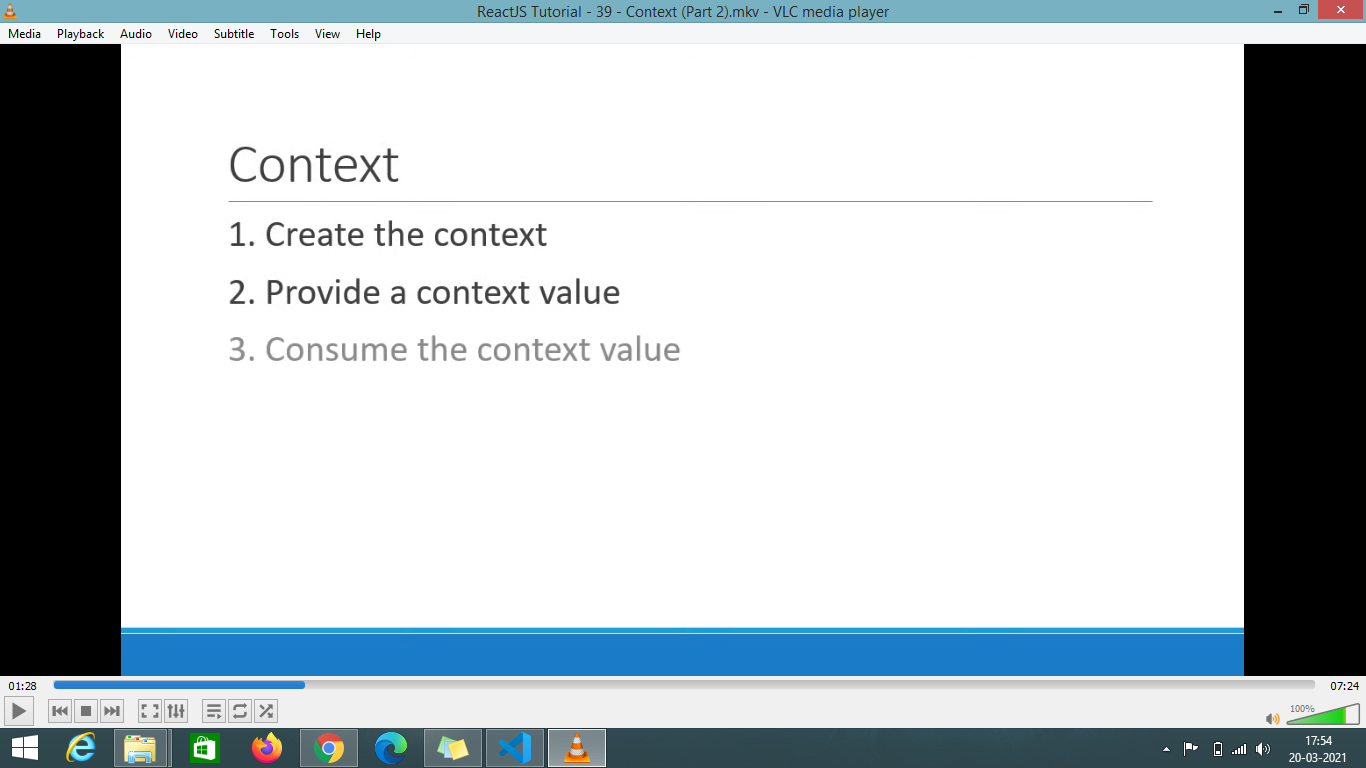 ReactJS Tutorial - 39 - Context (Part 2).mkv - VLC media player
Media Playback Audio Video Subtitle Tools View Help
Context
1. Create the context
2. Provide a context value
3. Consume the context value
01:28 07:24
100%
17:54
20-03-2021